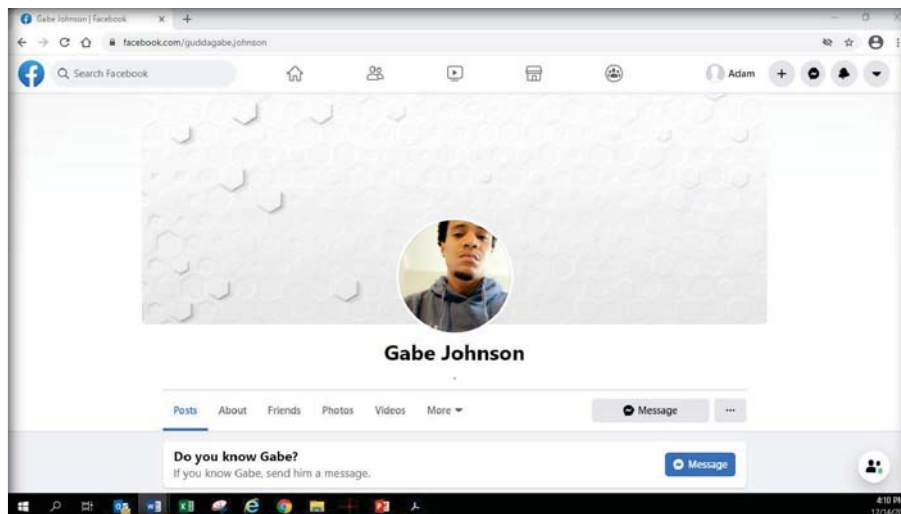 Gabe Johnson | Facebook
facebook.com/guddagabe.johnson
Search Facebook
Adam
Gabe Johnson
Posts About Friends Photos Videos More
Message
Do you know Gabe?
If you know Gabe, send him a message.
Message
4:10 PM